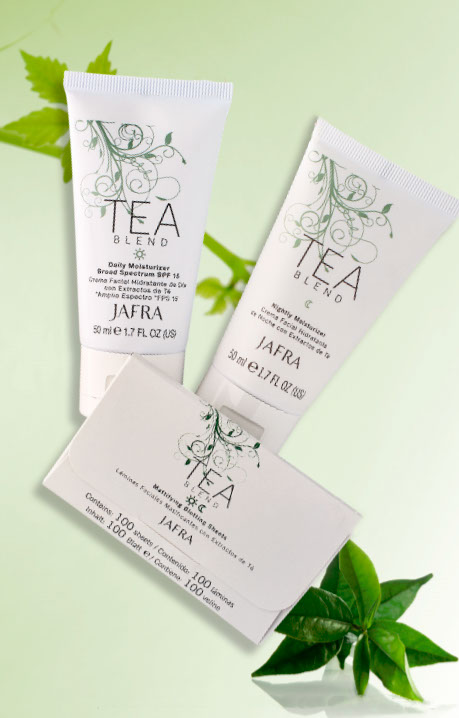 TEA
BLEND
Daily Moisturizer
Broad Spectrum SPF 15
Crema Facial Hidratante de Día
con Extractos de Té
*Amplio Espectro *FPS 15
JAFRA
50 ml e 1.7 FL OZ (US)
TEA
BLEND
Nightly Moisturizer
Crema Facial Hidratante
de Noche con Extractos de Té
JAFRA
50 ml e 1.7 FL OZ (US)
TEA
BLEND
Mattifying Blotting Sheets
Láminas Faciales Matificantes con Extractos de Té
JAFRA
Contains: 100 sheets / Contenido: 100 láminas
Inhalt: 100 Blatt e / Contiene: 100 veline